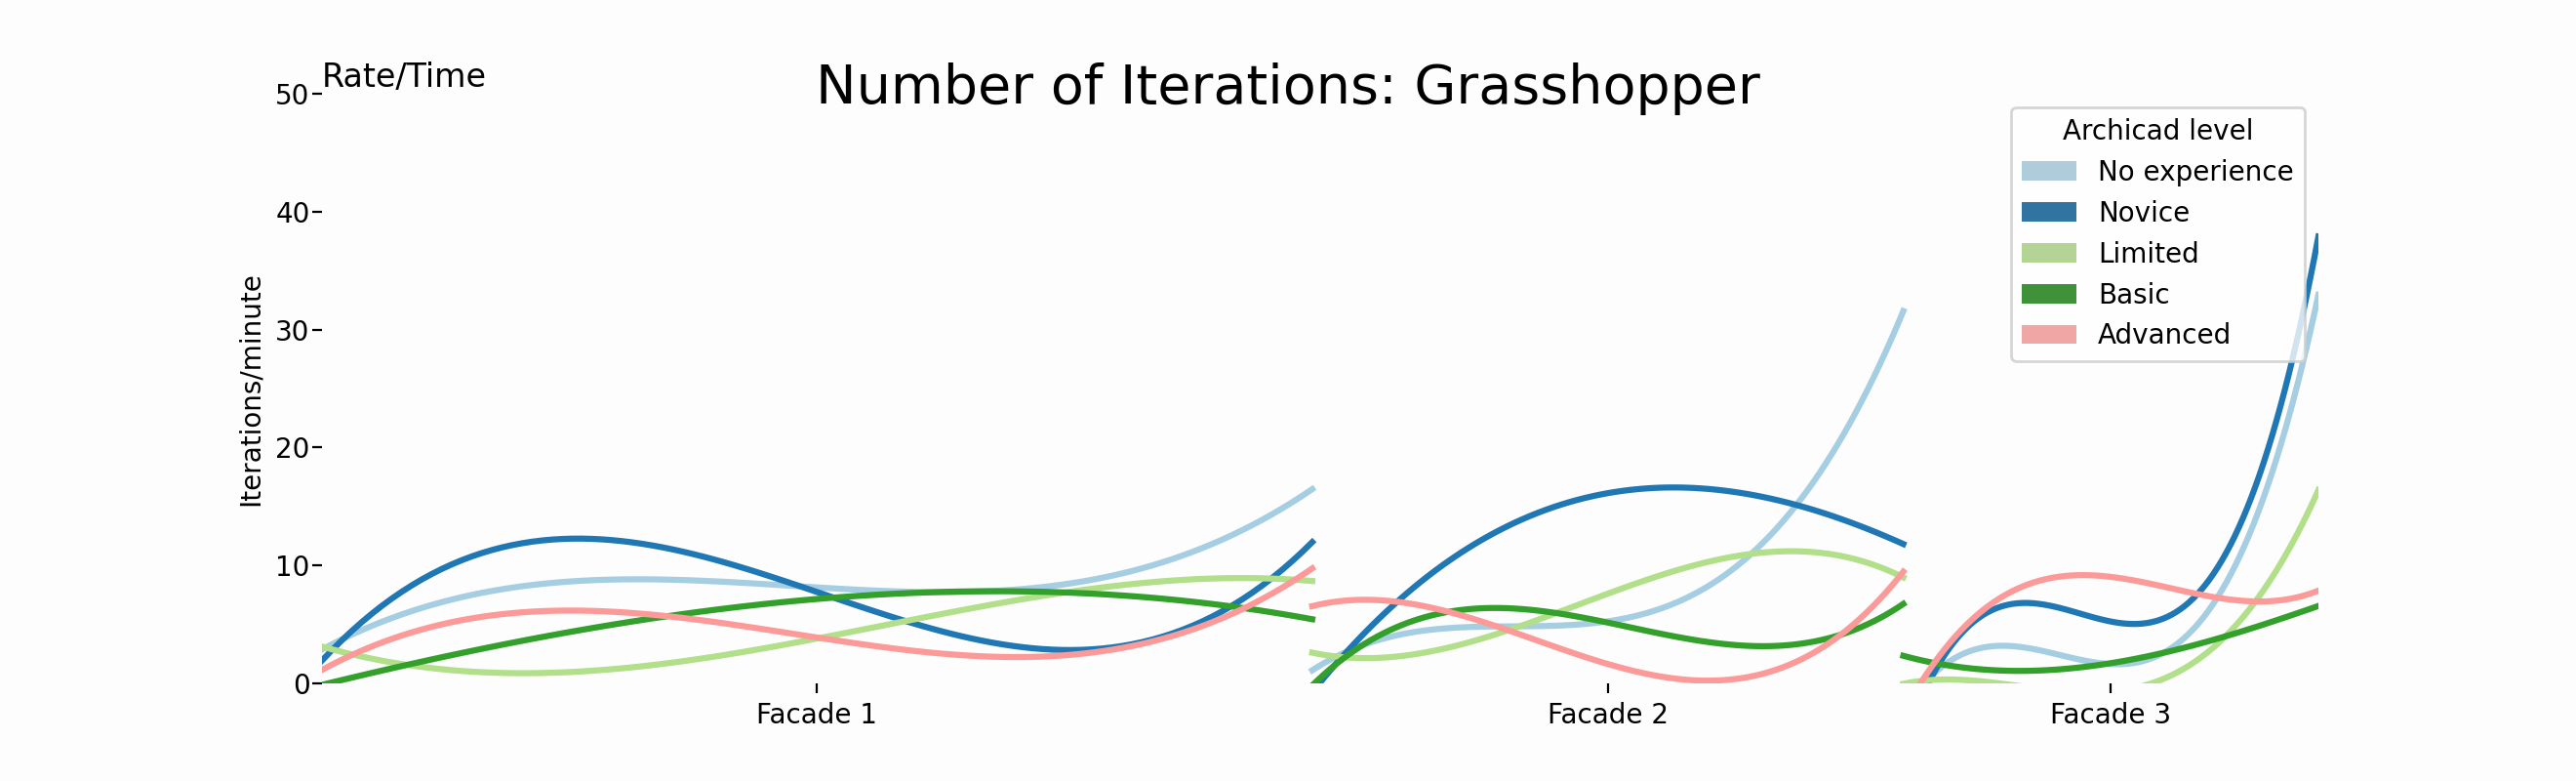 Rate/Time
Number of Iterations: Grasshopper
50
40
30
20
10
0
Iterations/minute
Archicad level
No experience
Novice
Limited
Basic
Advanced
Facade 1
Facade 2
Facade 3